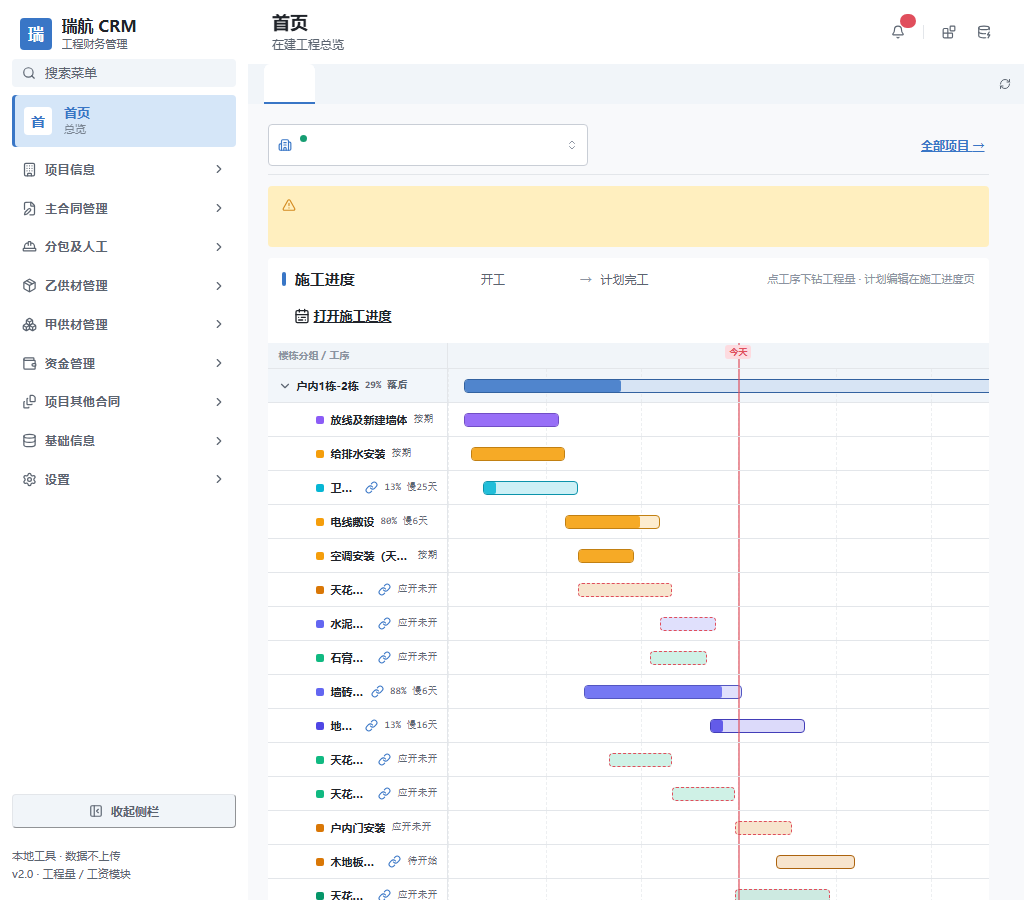 瑞
瑞航 CRM
工程财务管理
搜索菜单
首
首页
总览
项目信息
主合同管理
分包及人工
乙供材管理
甲供材管理
资金管理
项目其他合同
基础信息
设置
收起侧栏
本地工具 · 数据不上传
v2.0 · 工程量 / 工资模块
首页
在建工程总览
全部项目 →
施工进度
开工
→ 计划完工
点工序下钻工程量 · 计划编辑在施工进度页
打开施工进度
楼栋分组 / 工序
今天
户内1栋-2栋 29% 落后
放线及新建墙体 按期
给排水安装 按期
卫... 13% 慢25天
电线敷设 80% 慢6天
空调安装（天... 按期
天花... 应开未开
水泥... 应开未开
石膏... 应开未开
墙砖... 88% 慢6天
地... 13% 慢16天
天花... 应开未开
天花... 应开未开
户内门安装 应开未开
木地板... 待开始
天花... 应开未开